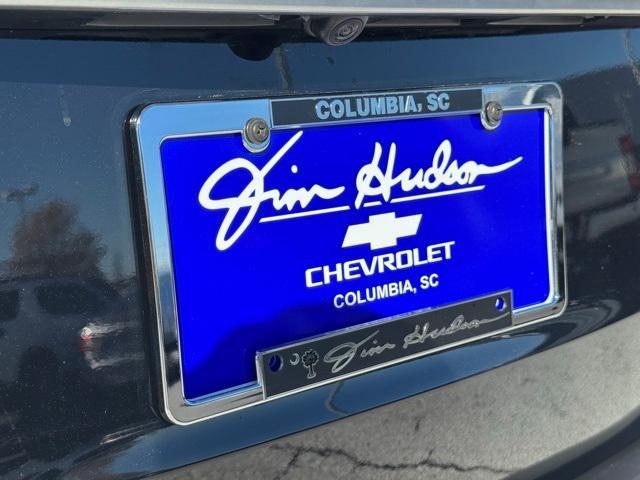 COLUMBIA, SC
Jim Hudson
CHEVROLET
COLUMBIA, SC
Jim Hudson